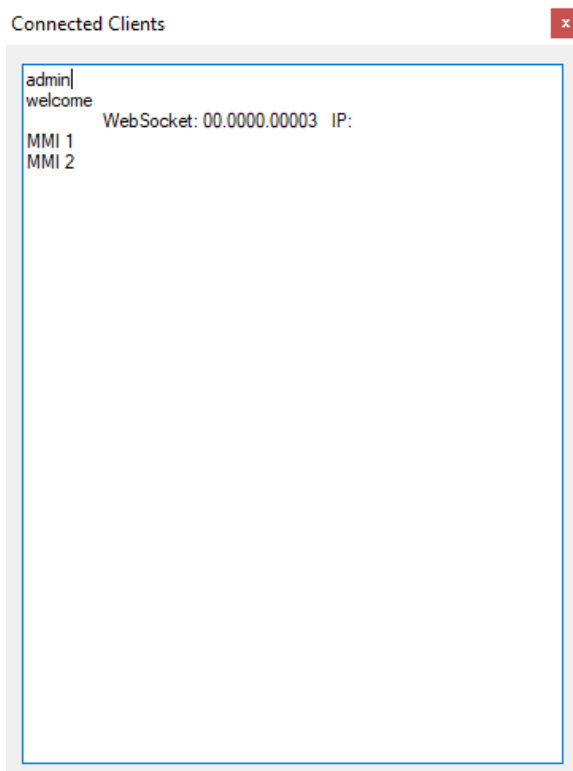 Connected Clients
x
admin
welcome
WebSocket: 00.0000.00003 IP:
MMI 1
MMI 2